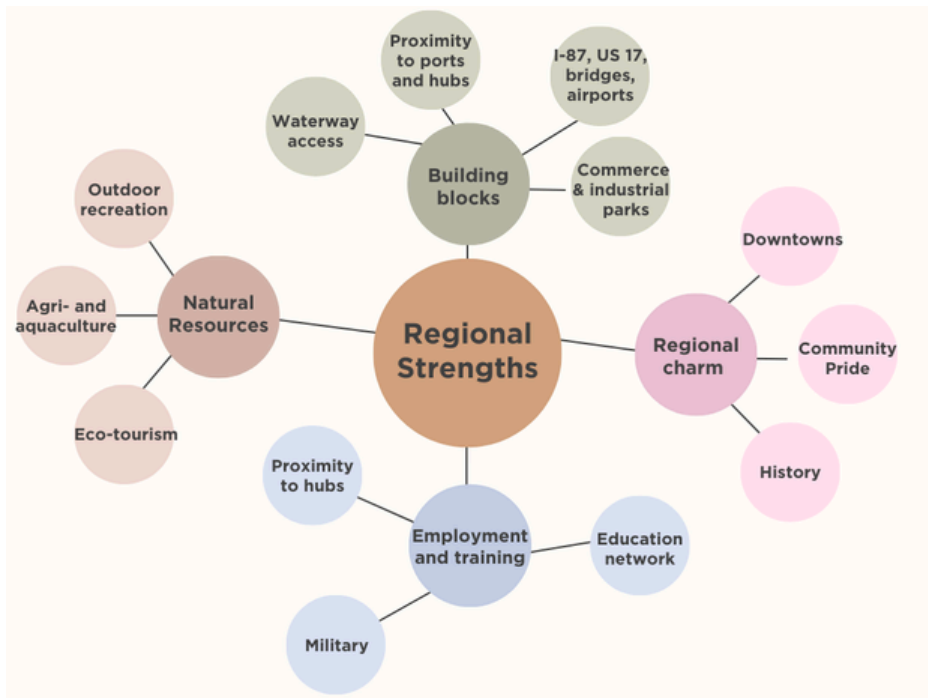 Proximity
to ports
and hubs
I-87, US 17,
bridges,
airports
Waterway
access
Building
blocks
Commerce
& industrial
parks
Outdoor
recreation
Natural
Resources
Agri- and
aquaculture
Eco-tourism
Regional
Strengths
Downtowns
Regional
charm
Community
Pride
History
Proximity
to hubs
Employment
and training
Education
network
Military